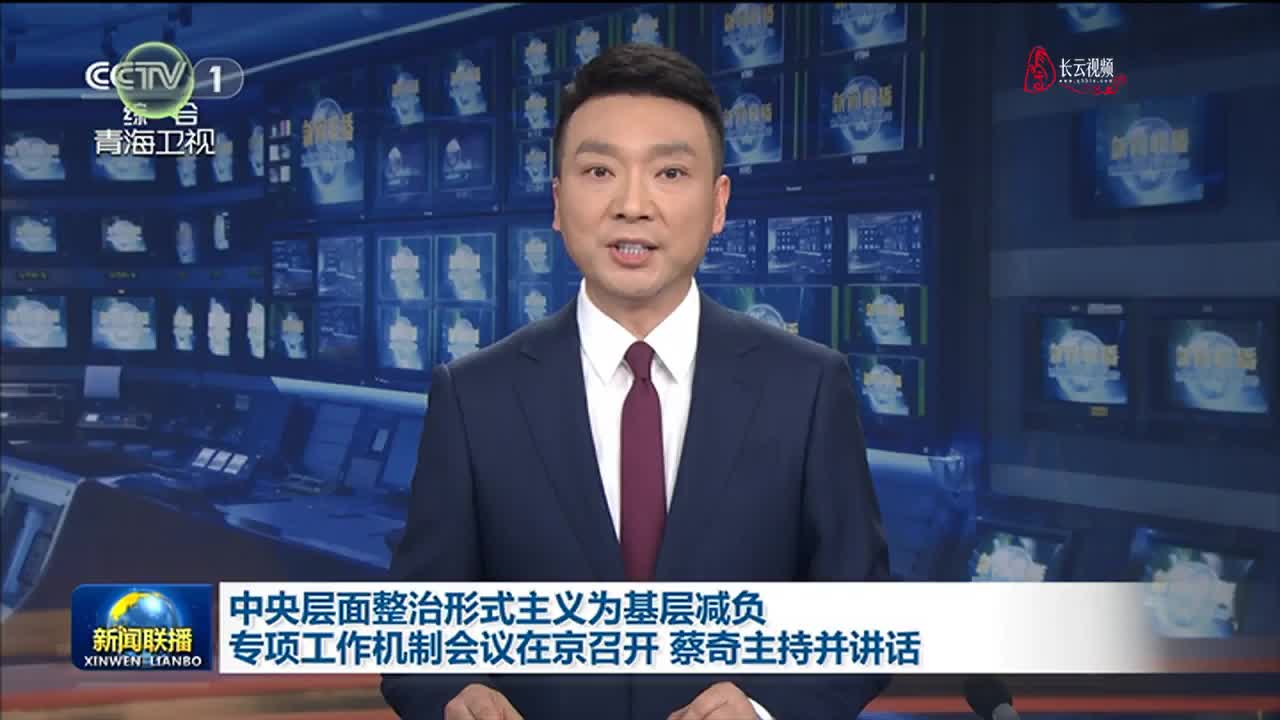 CCTV 1
综合
青海卫视
长云视频
中央层面整治形式主义为基层减负
专项工作机制会议在京召开 蔡奇主持并讲话
新闻联播
XINWEN LIANBO